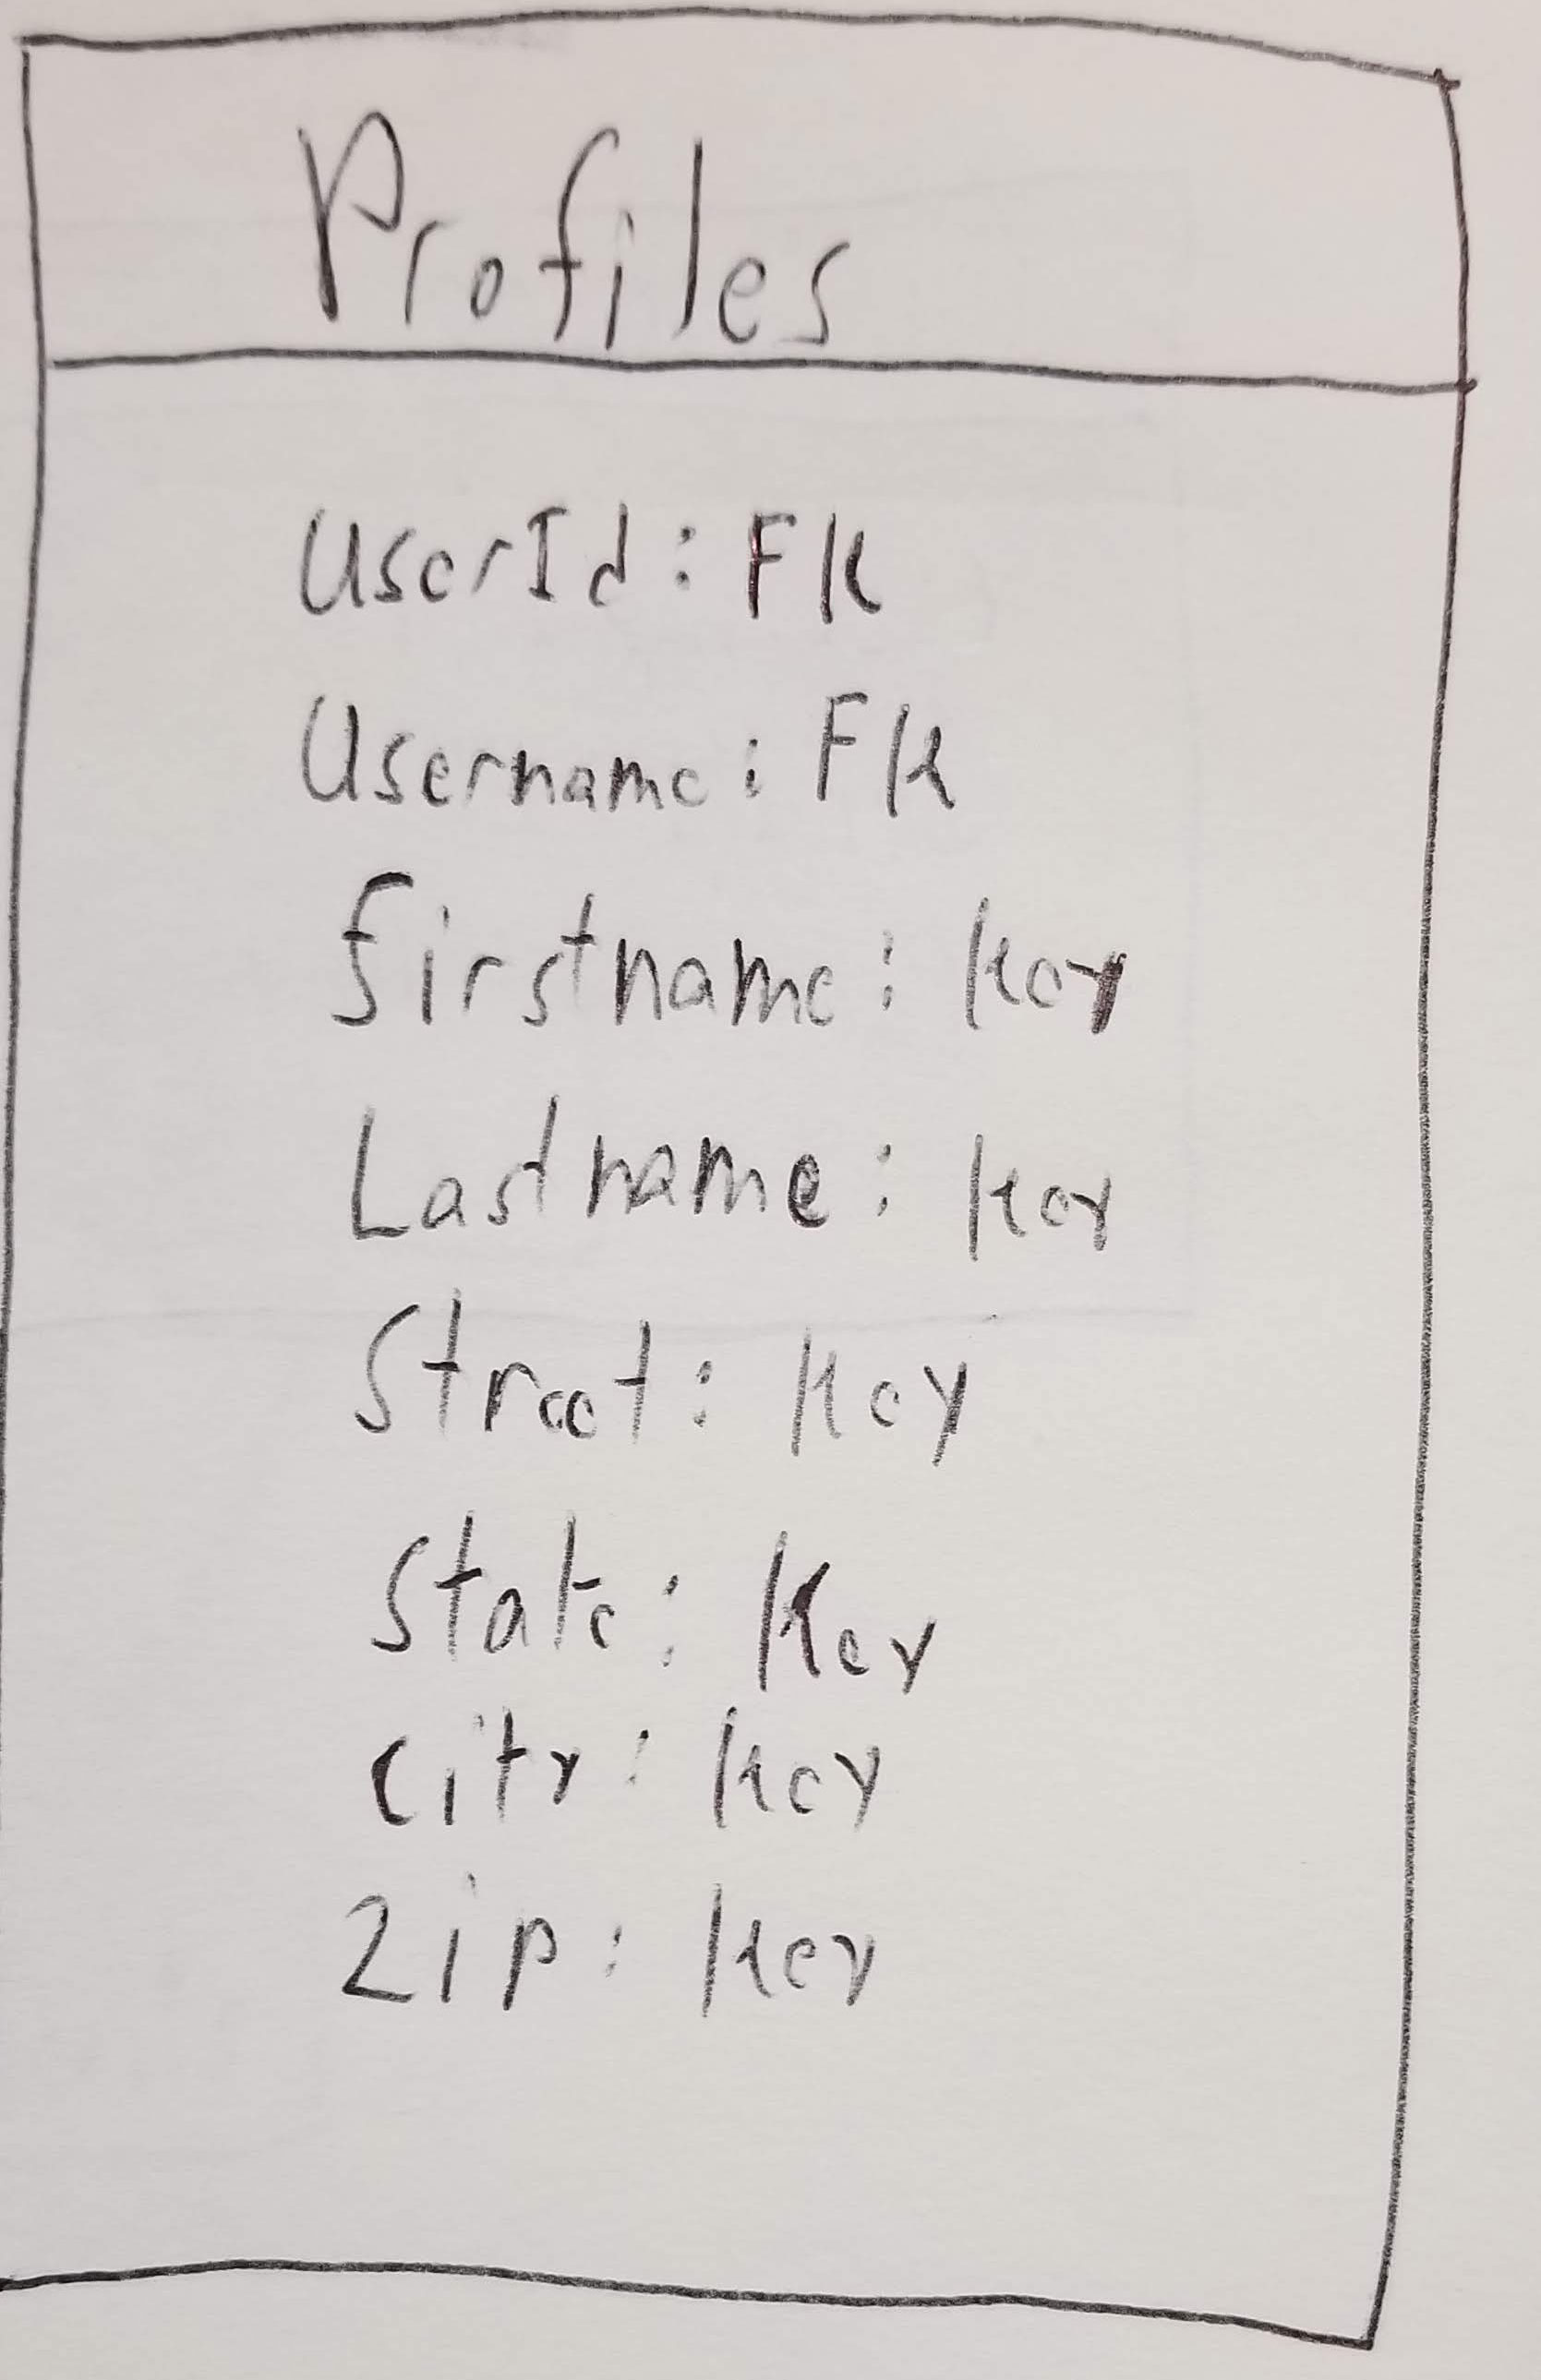 Profiles
UserId: FK
Username: FK
firstname: key
Lastname: key
Street: key
State: Key
city: key
Zip: key